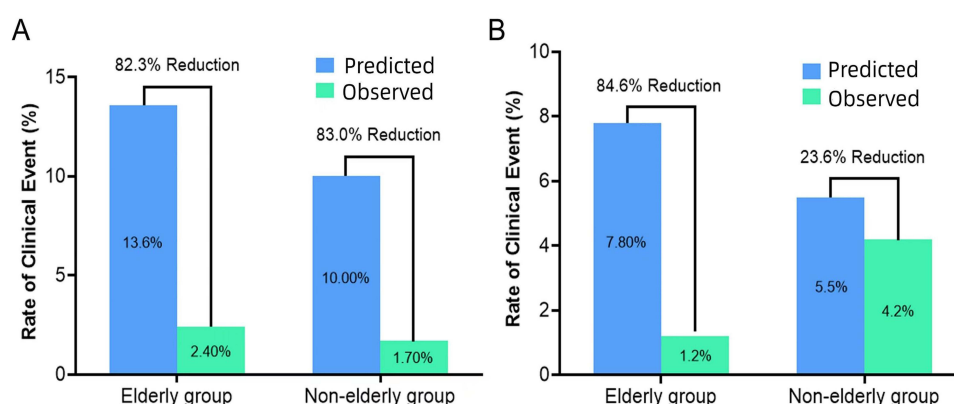 A
Rate of Clinical Event (%)
15
10
5
0
82.3% Reduction
83.0% Reduction
Predicted
Observed
13.6%
2.40%
10.00%
1.70%
Elderly group
Non-elderly group
B
Rate of Clinical Event (%)
10
8
6
4
2
0
84.6% Reduction
23.6% Reduction
Predicted
Observed
7.80%
1.2%
5.5%
4.2%
Elderly group
Non-elderly group